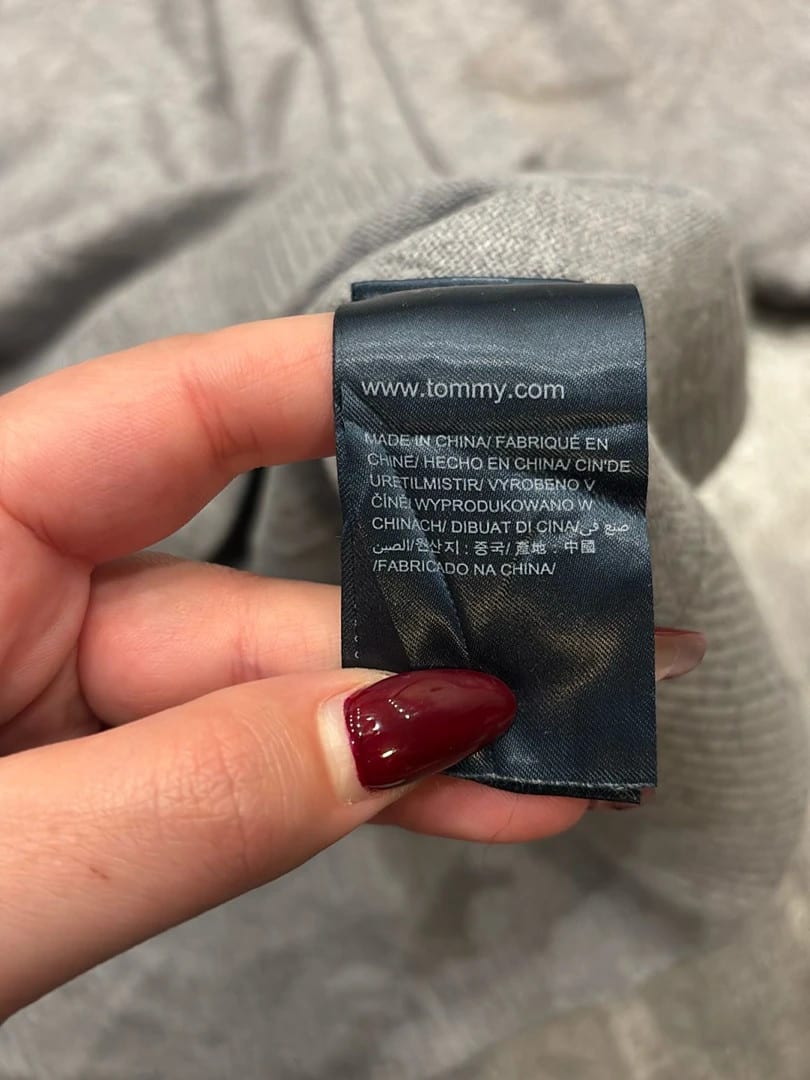 www.tommy.com
MADE IN CHINA/ FABRIQUÉ EN
CHINE/ HECHO EN CHINA/ CIN'DE
URETILMISTIR/ VYROBENO V
ČÍNĚ/ WYPRODUKOWANO W
CHINACH/ DIBUAT DI CINA/صنع في
الصين/원산지 : 중국/ 產地 : 中國
/FABRICADO NA CHINA/